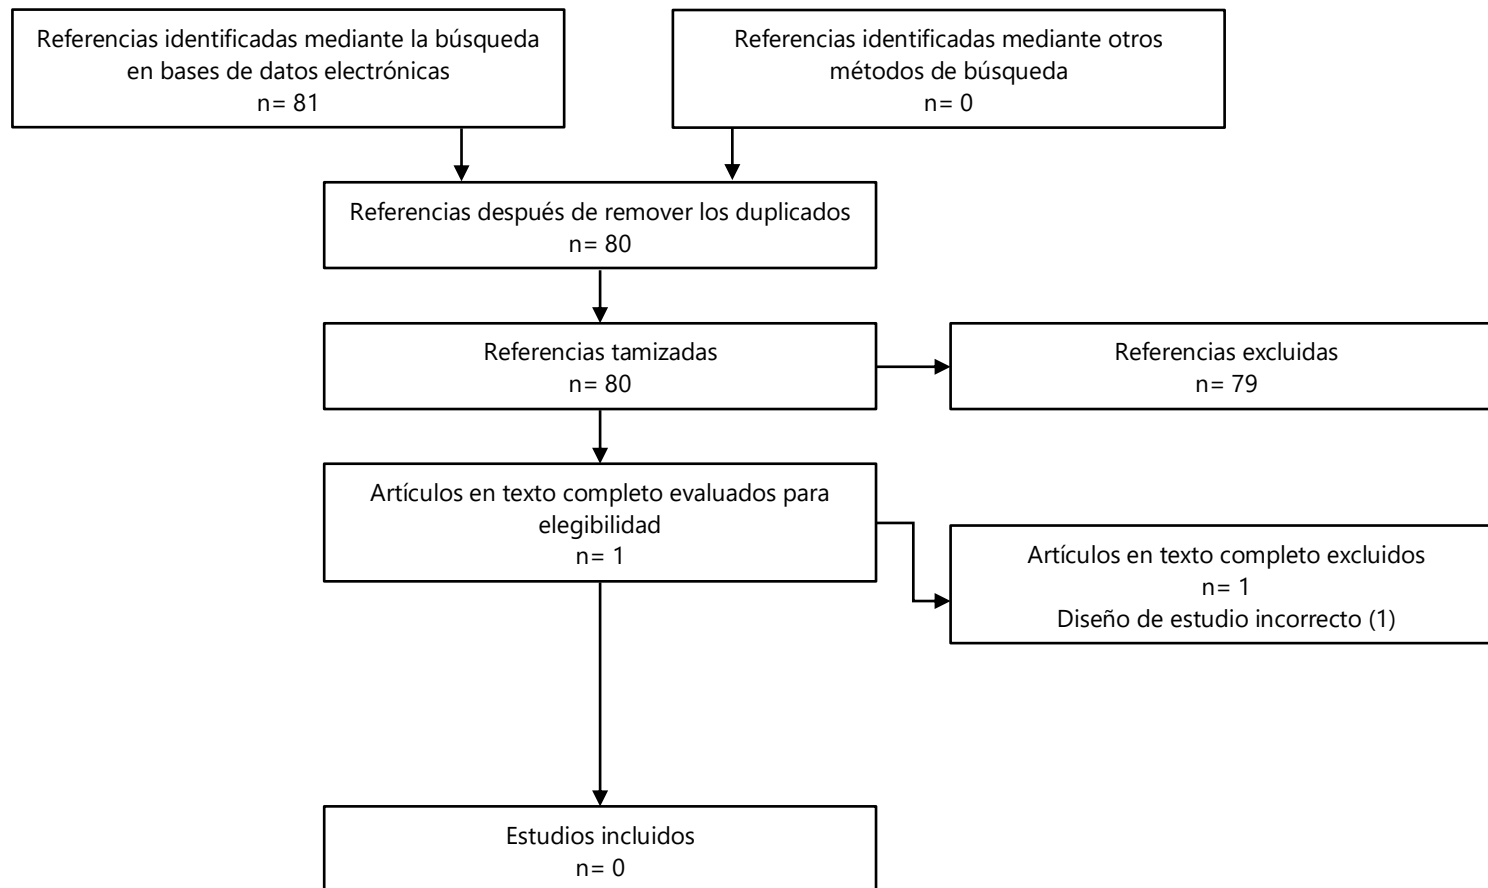 Referencias identificadas mediante la búsqueda
en bases de datos electrónicas
n= 81
Referencias identificadas mediante otros
métodos de búsqueda
n= 0
Referencias después de remover los duplicados
n= 80
Referencias tamizadas
n= 80
Referencias excluidas
n= 79
Artículos en texto completo evaluados para
elegibilidad
n= 1
Artículos en texto completo excluidos
n= 1
Diseño de estudio incorrecto (1)
Estudios incluidos
n= 0